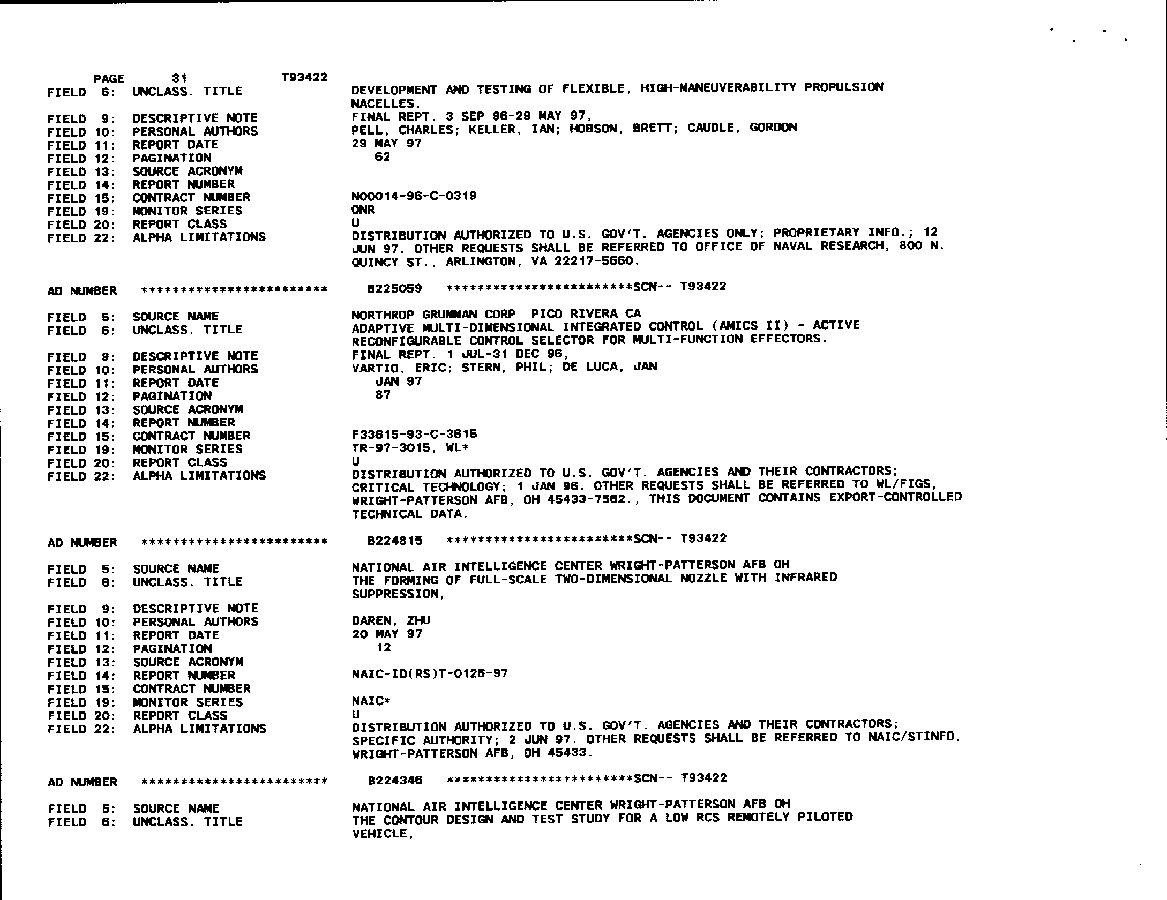 PAGE 31 T93422
FIELD 6: UNCLASS. TITLE DEVELOPMENT AND TESTING OF FLEXIBLE, HIGH-MANEUVERABILITY PROPULSION
NACELLES.
FIELD 9: DESCRIPTIVE NOTE FINAL REPT. 3 SEP 96-29 MAY 97,
FIELD 10: PERSONAL AUTHORS PELL, CHARLES; KELLER, IAN; HOBSON, BRETT; CAUDLE, GORDON
FIELD 11: REPORT DATE 29 MAY 97
FIELD 12: PAGINATION 62
FIELD 13: SOURCE ACRONYM
FIELD 14: REPORT NUMBER
FIELD 15: CONTRACT NUMBER N00014-96-C-0319
FIELD 19: MONITOR SERIES ONR
FIELD 20: REPORT CLASS U
FIELD 22: ALPHA LIMITATIONS DISTRIBUTION AUTHORIZED TO U.S. GOV'T. AGENCIES ONLY; PROPRIETARY INFO.; 12
JUN 97. OTHER REQUESTS SHALL BE REFERRED TO OFFICE OF NAVAL RESEARCH, 800 N.
QUINCY ST., ARLINGTON, VA 22217-5660.
AD NUMBER ************************ B225059 ************************SCN-- T93422
FIELD 5: SOURCE NAME NORTHROP GRUMMAN CORP PICO RIVERA CA
FIELD 6: UNCLASS. TITLE ADAPTIVE MULTI-DIMENSIONAL INTEGRATED CONTROL (AMICS II) - ACTIVE
RECONFIGURABLE CONTROL SELECTOR FOR MULTI-FUNCTION EFFECTORS.
FIELD 9: DESCRIPTIVE NOTE FINAL REPT. 1 JUL-31 DEC 96,
FIELD 10: PERSONAL AUTHORS VARTIO, ERIC; STERN, PHIL; DE LUCA, JAN
FIELD 11: REPORT DATE JAN 97
FIELD 12: PAGINATION 87
FIELD 13: SOURCE ACRONYM
FIELD 14: REPORT NUMBER
FIELD 15: CONTRACT NUMBER F33615-93-C-3615
FIELD 19: MONITOR SERIES TR-97-3015, WL*
FIELD 20: REPORT CLASS U
FIELD 22: ALPHA LIMITATIONS DISTRIBUTION AUTHORIZED TO U.S. GOV'T. AGENCIES AND THEIR CONTRACTORS;
CRITICAL TECHNOLOGY; 1 JAN 96. OTHER REQUESTS SHALL BE REFERRED TO WL/FIGS,
WRIGHT-PATTERSON AFB, OH 45433-7562., THIS DOCUMENT CONTAINS EXPORT-CONTROLLED
TECHNICAL DATA.
AD NUMBER ************************ B224815 ************************SCN-- T93422
FIELD 5: SOURCE NAME NATIONAL AIR INTELLIGENCE CENTER WRIGHT-PATTERSON AFB OH
FIELD 6: UNCLASS. TITLE THE FORMING OF FULL-SCALE TWO-DIMENSIONAL NOZZLE WITH INFRARED
SUPPRESSION,
FIELD 9: DESCRIPTIVE NOTE
FIELD 10: PERSONAL AUTHORS DAREN, ZHU
FIELD 11: REPORT DATE 20 MAY 97
FIELD 12: PAGINATION 12
FIELD 13: SOURCE ACRONYM
FIELD 14: REPORT NUMBER NAIC-ID(RS)T-0126-97
FIELD 15: CONTRACT NUMBER
FIELD 19: MONITOR SERIES NAIC*
FIELD 20: REPORT CLASS U
FIELD 22: ALPHA LIMITATIONS DISTRIBUTION AUTHORIZED TO U.S. GOV'T. AGENCIES AND THEIR CONTRACTORS;
SPECIFIC AUTHORITY; 2 JUN 97. OTHER REQUESTS SHALL BE REFERRED TO NAIC/STINFO,
WRIGHT-PATTERSON AFB, OH 45433.
AD NUMBER ************************ B224346 ************************SCN-- T93422
FIELD 5: SOURCE NAME NATIONAL AIR INTELLIGENCE CENTER WRIGHT-PATTERSON AFB OH
FIELD 6: UNCLASS. TITLE THE CONTOUR DESIGN AND TEST STUDY FOR A LOW RCS REMOTELY PILOTED
VEHICLE,